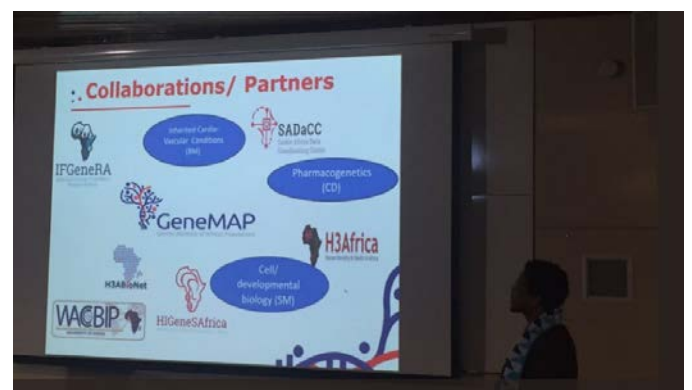 Collaborations/ Partners
IFGeneRA
Inherited Cardio-
Vascular Conditions
(BM)
SADaCC
Pharmacogenetics
(CD)
GeneMAP
H3Africa
H3ABioNet
Cell/
developmental
biology (SM)
WACCBIP
HIGeneSAfrica